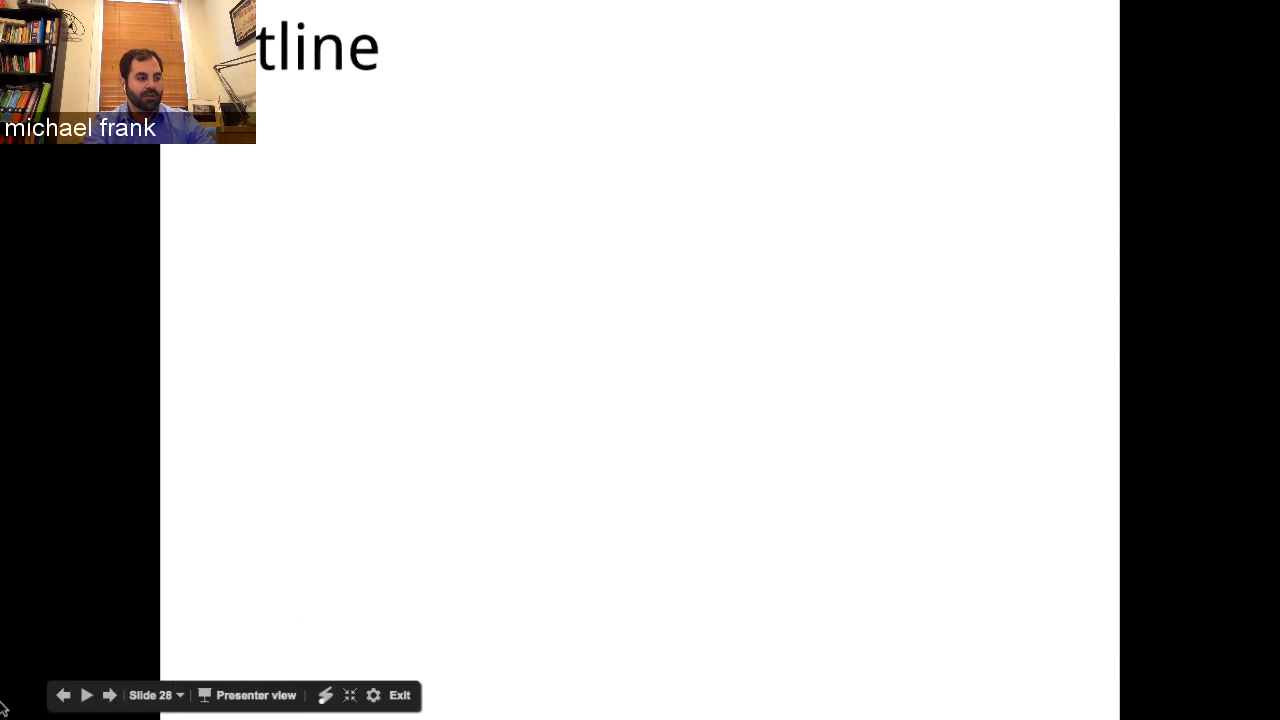 tline
michael frank
Slide 28
Presenter view
Exit